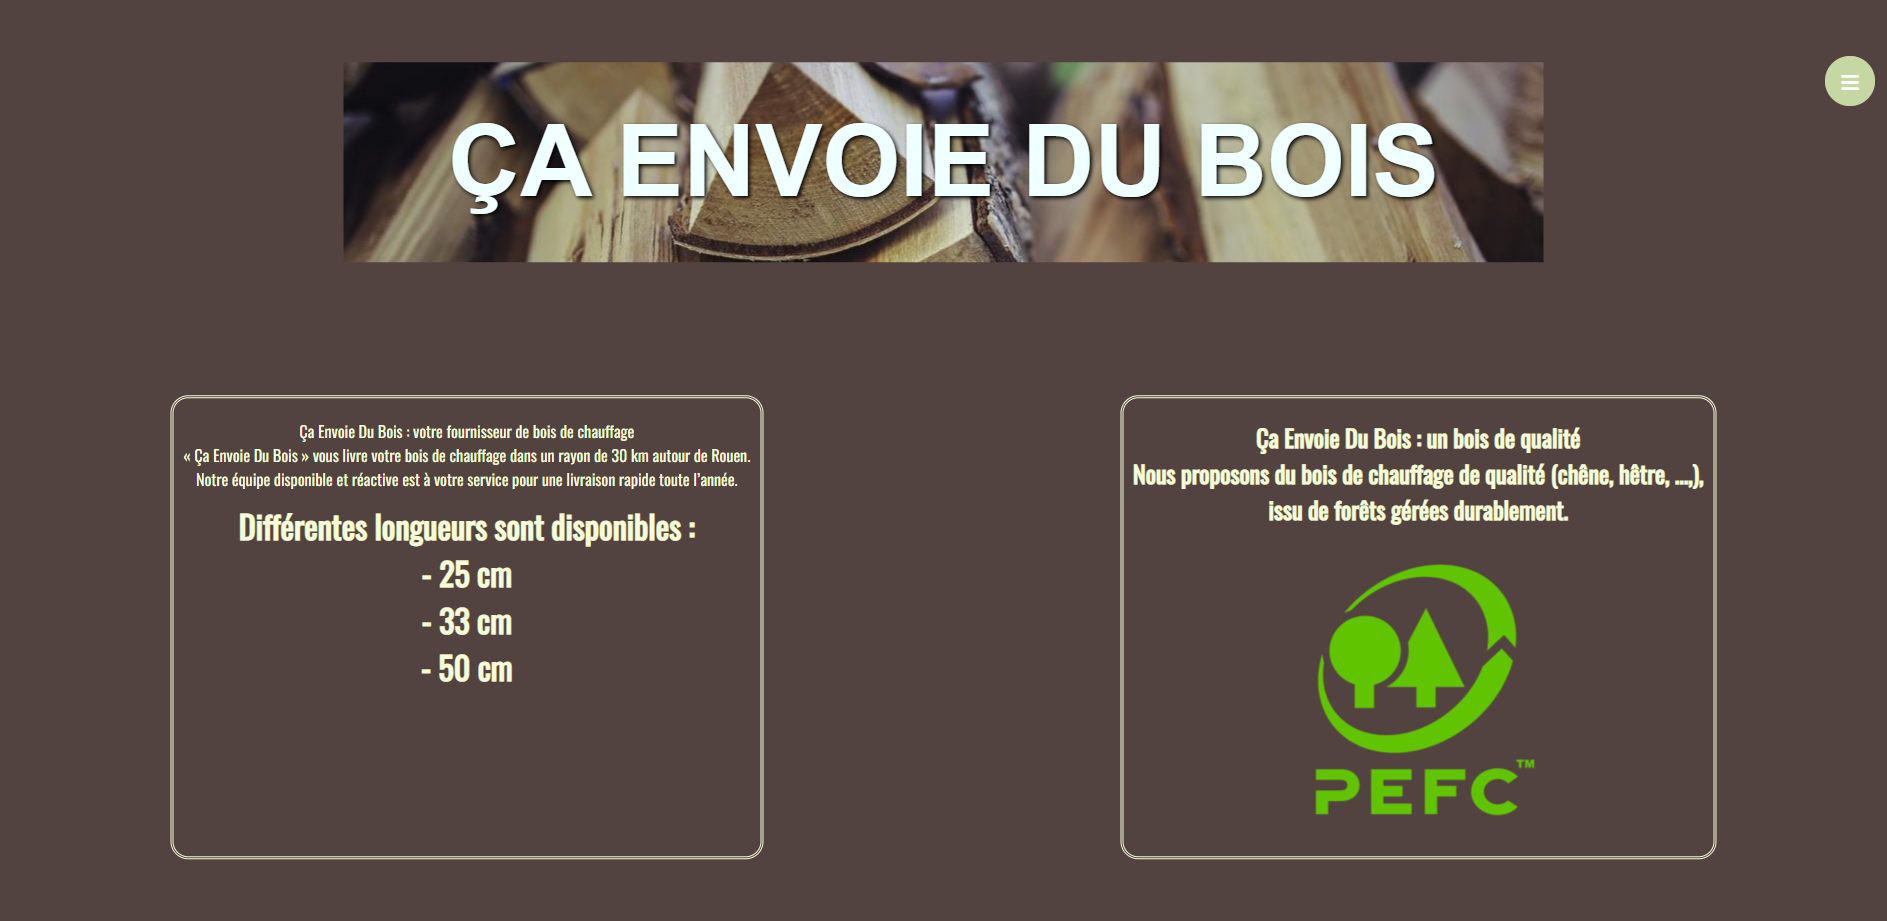 ÇA ENVOIE DU BOIS
Ça Envoie Du Bois : votre fournisseur de bois de chauffage
« Ça Envoie Du Bois » vous livre votre bois de chauffage dans un rayon de 30 km autour de Rouen.
Notre équipe disponible et réactive est à votre service pour une livraison rapide toute l’année.
Différentes longueurs sont disponibles :
- 25 cm
- 33 cm
- 50 cm
Ça Envoie Du Bois : un bois de qualité
Nous proposons du bois de chauffage de qualité (chêne, hêtre, ...,),
issu de forêts gérées durablement.
PEFC™